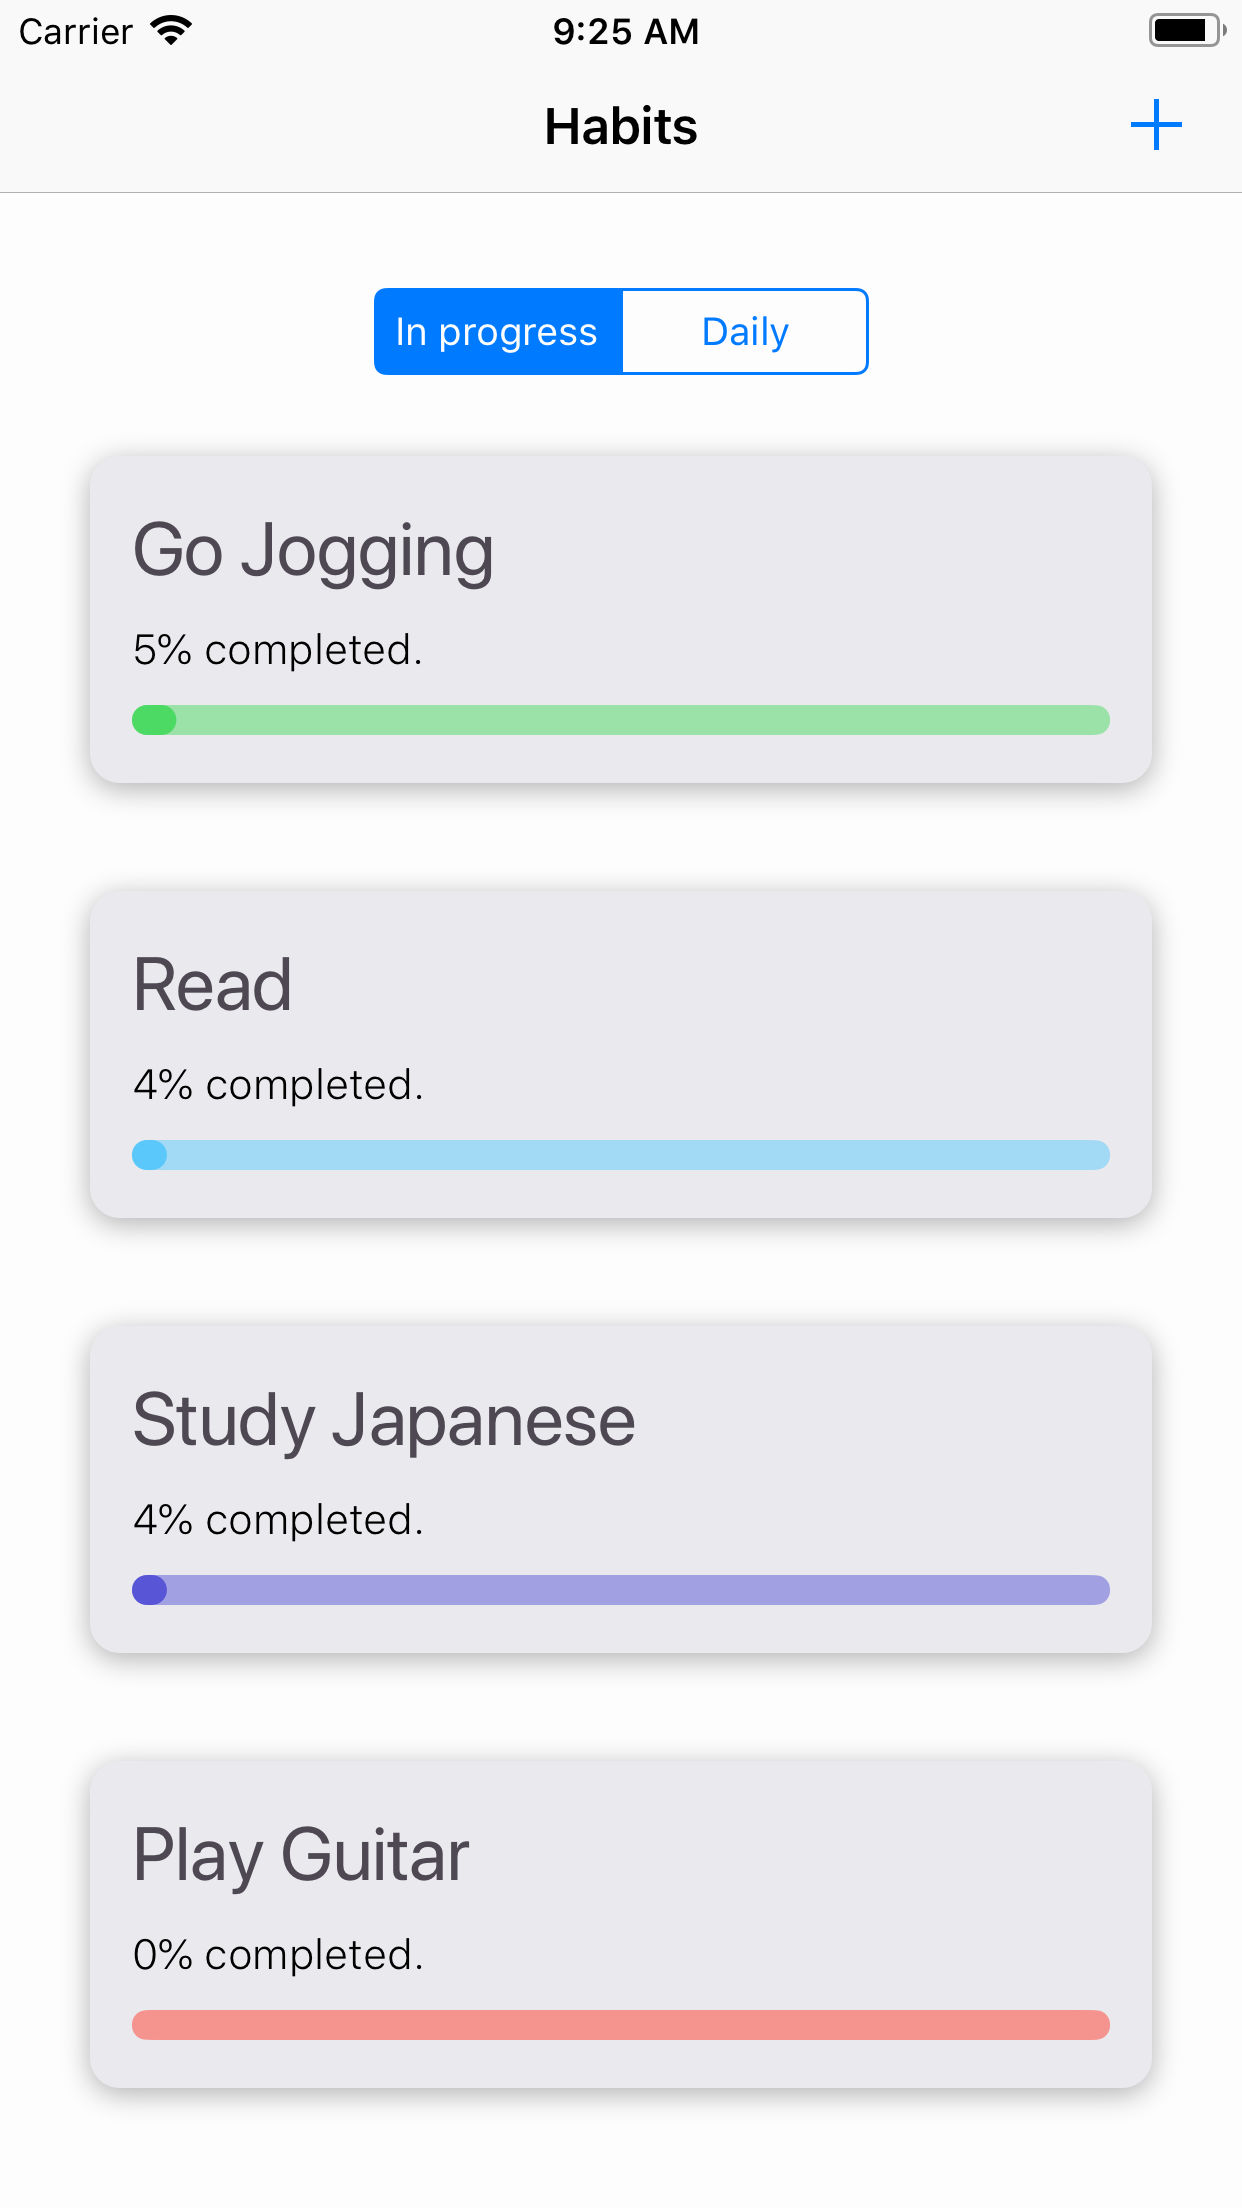 Carrier 9:25 AM
Habits
In progress Daily
Go Jogging
5% completed.
Read
4% completed.
Study Japanese
4% completed.
Play Guitar
0% completed.